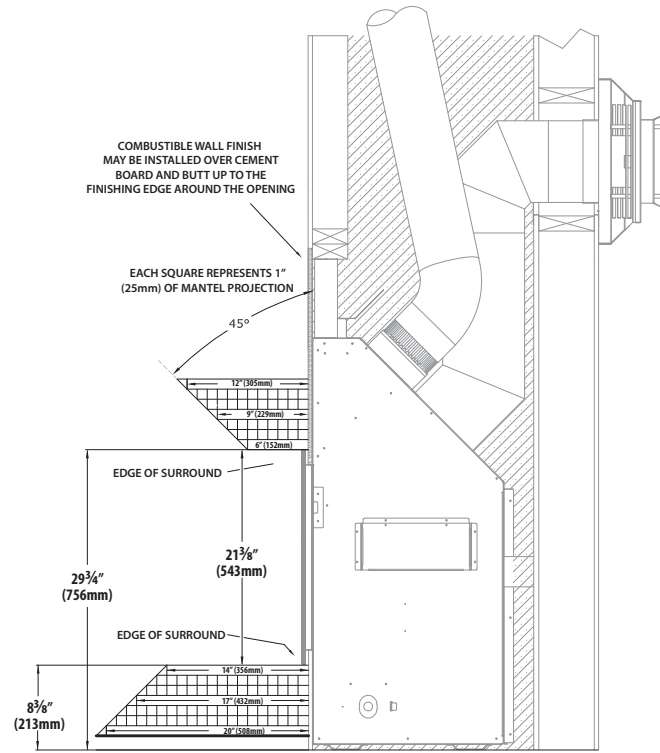 COMBUSTIBLE WALL FINISH
MAY BE INSTALLED OVER CEMENT
BOARD AND BUTT UP TO THE
FINISHING EDGE AROUND THE OPENING
EACH SQUARE REPRESENTS 1"
(25mm) OF MANTEL PROJECTION
45°
12" (305mm)
9" (229mm)
6" (152mm)
EDGE OF SURROUND
21⅜"
(543mm)
29¾"
(756mm)
EDGE OF SURROUND
14" (356mm)
17" (432mm)
20" (508mm)
8⅜"
(213mm)